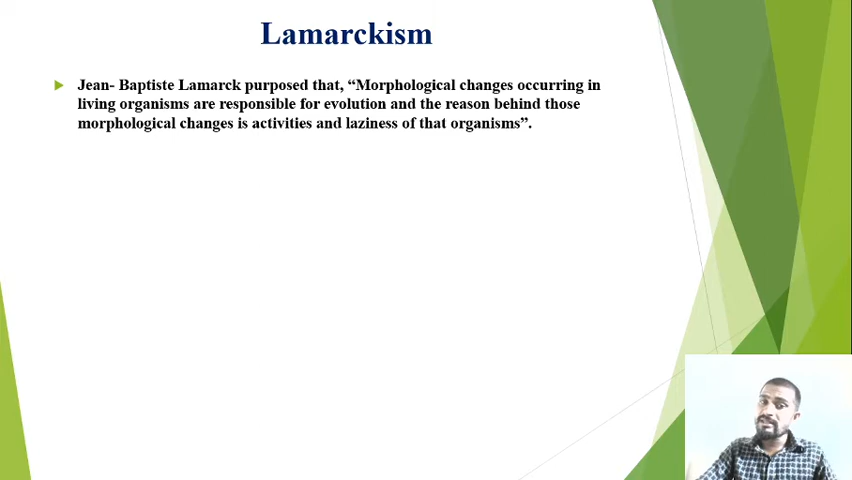 Lamarckism
Jean- Baptiste Lamarck purposed that, “Morphological changes occurring in
living organisms are responsible for evolution and the reason behind those
morphological changes is activities and laziness of that organisms”.